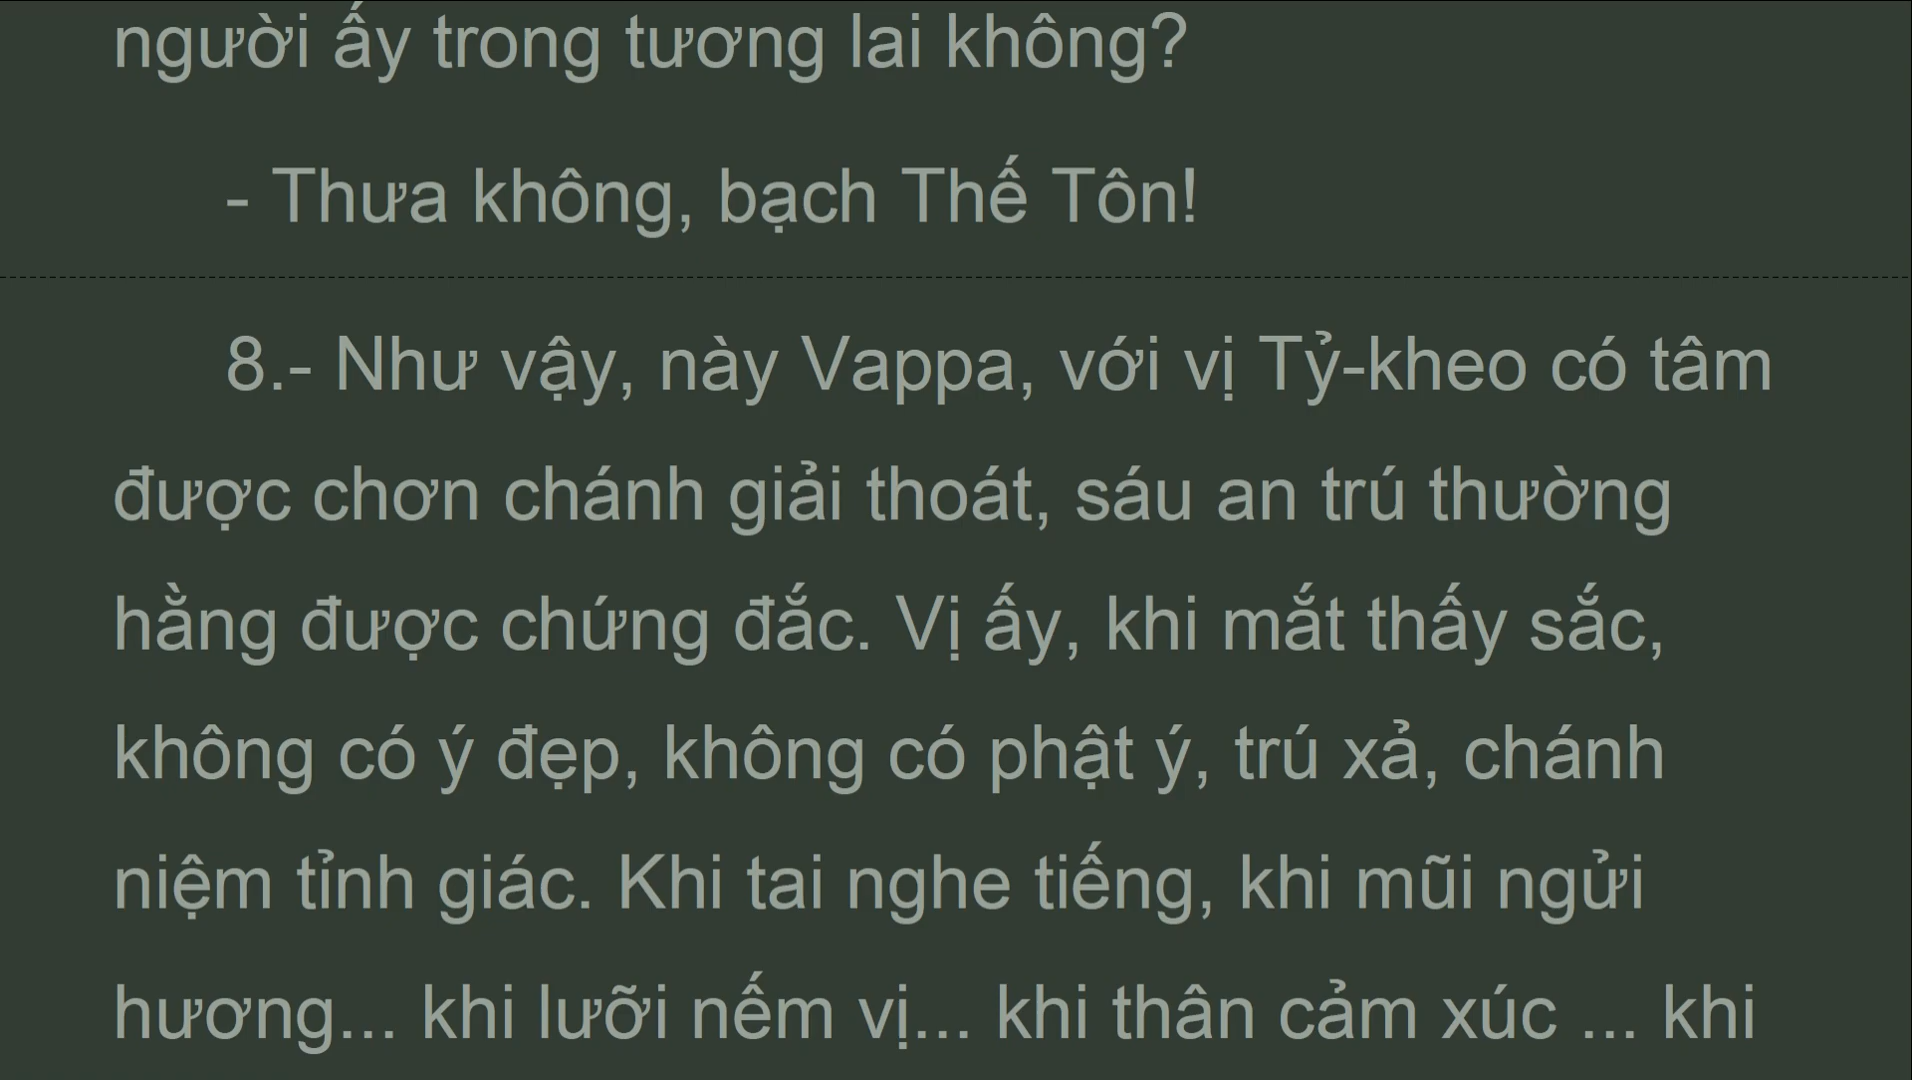 người ấy trong tương lai không?
- Thưa không, bạch Thế Tôn!
8.- Như vậy, này Vappa, với vị Tỷ-kheo có tâm
được chơn chánh giải thoát, sáu an trú thường
hằng được chứng đắc. Vị ấy, khi mắt thấy sắc,
không có ý đẹp, không có phật ý, trú xả, chánh
niệm tỉnh giác. Khi tai nghe tiếng, khi mũi ngửi
hương... khi lưỡi nếm vị... khi thân cảm xúc ... khi